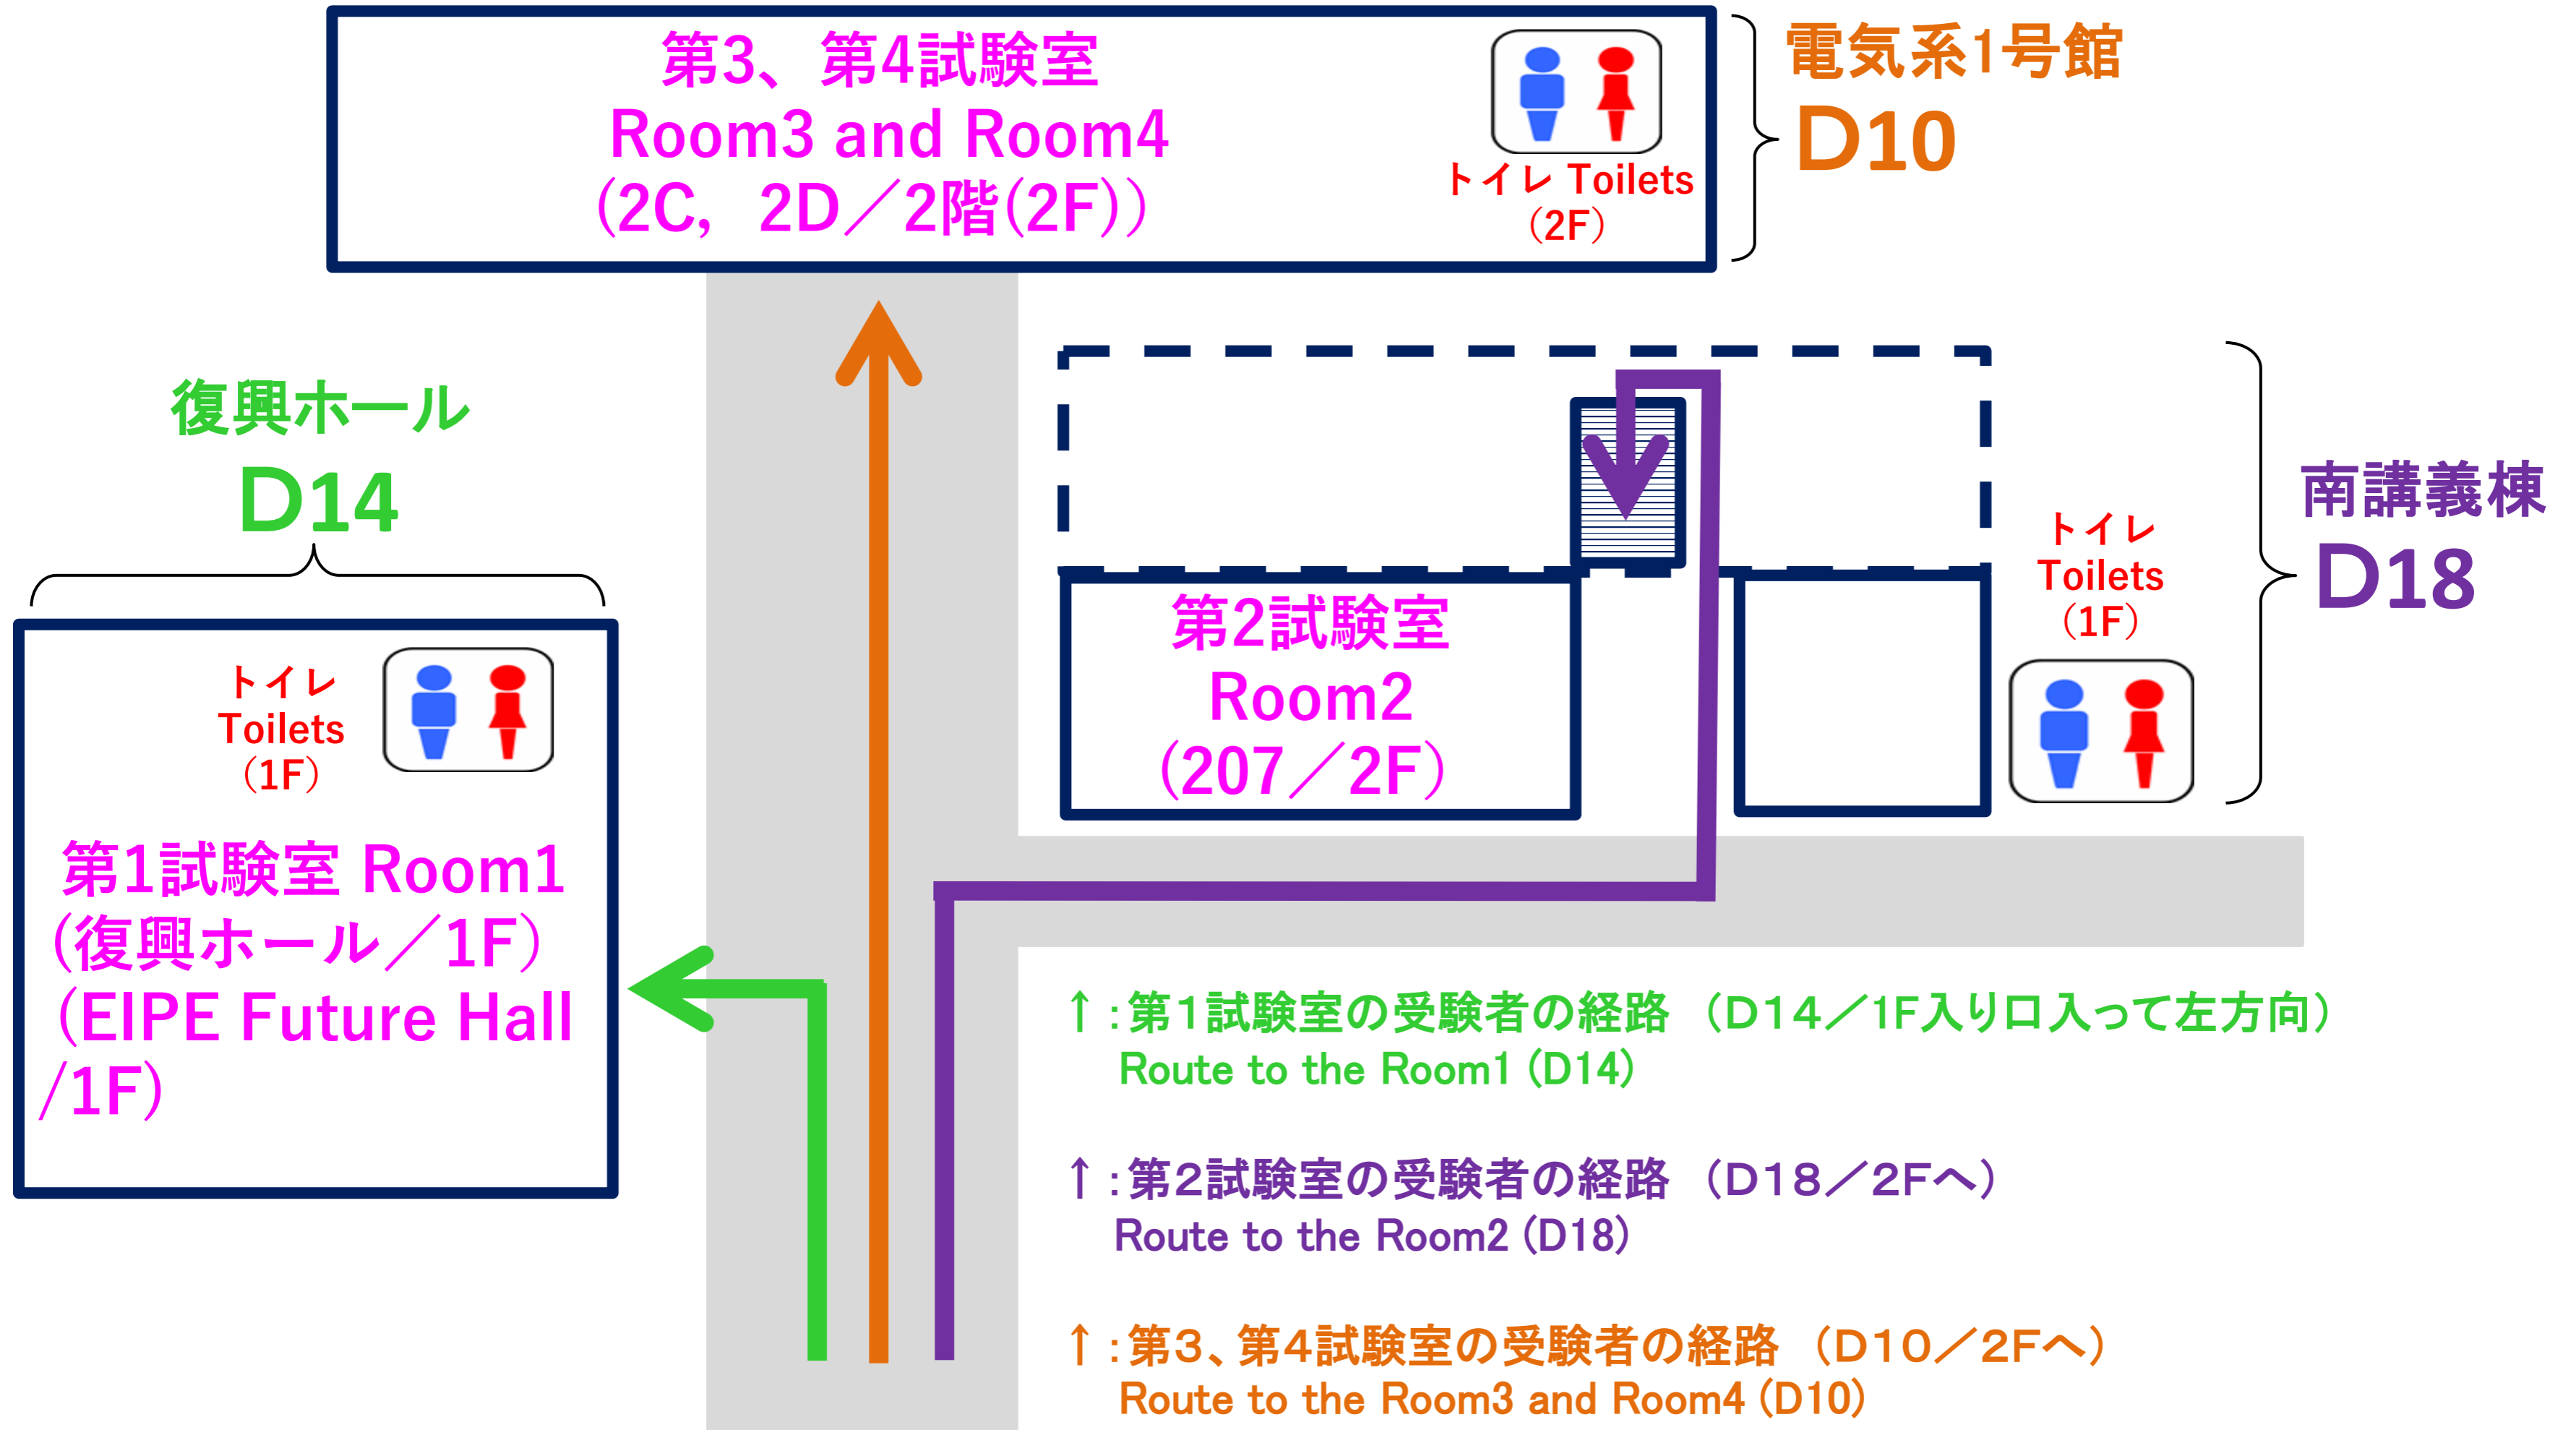 第3、第4試験室
Room3 and Room4
(2C，2D／2階(2F)）
トイレ Toilets
（2F）
電気系1号館
D10
復興ホール
D14
トイレ
Toilets
（1F）
第1試験室 Room1
(復興ホール／1F）
（EIPE Future Hall
/1F)
第2試験室
Room2
（207／2F）
トイレ
Toilets
（1F）
南講義棟
D18
↑：第１試験室の受験者の経路　（D１４／1F入り口入って左方向）
Route to the Room1 (D14)
↑：第２試験室の受験者の経路　（D１８／２Fへ）
Route to the Room2 (D18)
↑：第３、第４試験室の受験者の経路　（D１０／２Fへ）
Route to the Room3 and Room4 (D10)